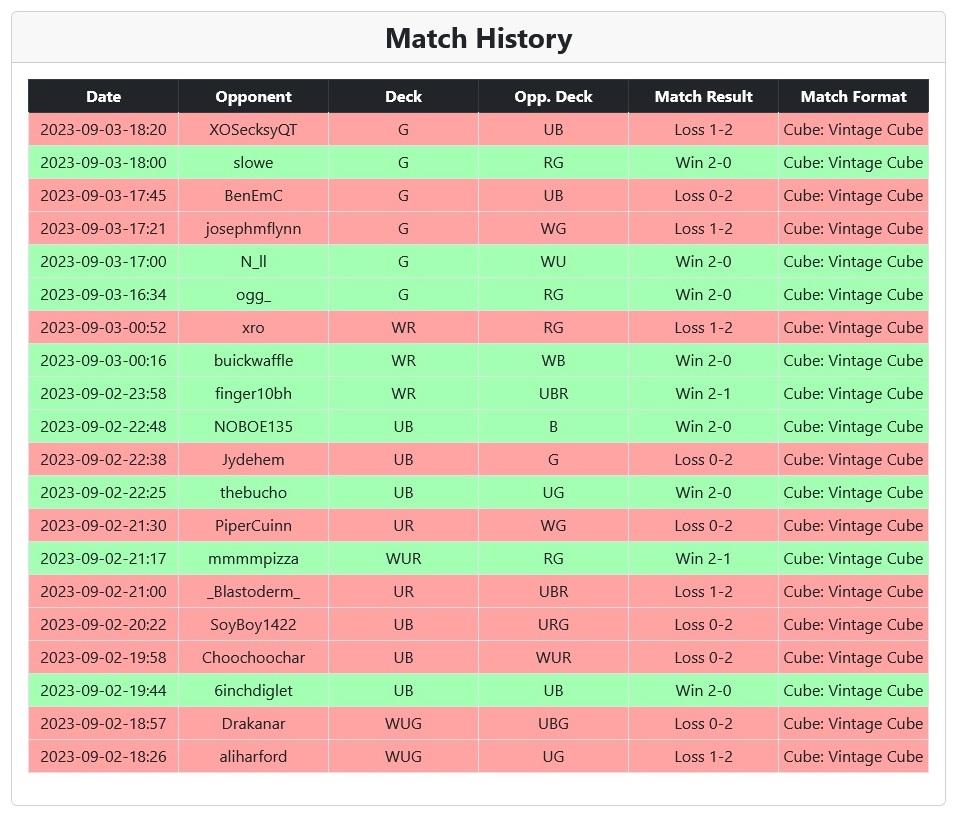 Match History
Date Opponent Deck Opp. Deck Match Result Match Format
2023-09-03-18:20 XOSecksyQT G UB Loss 1-2 Cube: Vintage Cube
2023-09-03-18:00 slowe G RG Win 2-0 Cube: Vintage Cube
2023-09-03-17:45 BenEmC G UB Loss 0-2 Cube: Vintage Cube
2023-09-03-17:21 josephmflynn G WG Loss 1-2 Cube: Vintage Cube
2023-09-03-17:00 N_ll G WU Win 2-0 Cube: Vintage Cube
2023-09-03-16:34 ogg_ G RG Win 2-0 Cube: Vintage Cube
2023-09-03-00:52 xro WR RG Loss 1-2 Cube: Vintage Cube
2023-09-03-00:16 buickwaffle WR WB Win 2-0 Cube: Vintage Cube
2023-09-02-23:58 finger10bh WR UBR Win 2-1 Cube: Vintage Cube
2023-09-02-22:48 NOBOE135 UB B Win 2-0 Cube: Vintage Cube
2023-09-02-22:38 Jydehem UB G Loss 0-2 Cube: Vintage Cube
2023-09-02-22:25 thebucho UB UG Win 2-0 Cube: Vintage Cube
2023-09-02-21:30 PiperCuinn UR WG Loss 0-2 Cube: Vintage Cube
2023-09-02-21:17 mmmmpizza WUR RG Win 2-1 Cube: Vintage Cube
2023-09-02-21:00 _Blastoderm_ UR UBR Loss 1-2 Cube: Vintage Cube
2023-09-02-20:22 SoyBoy1422 UB URG Loss 0-2 Cube: Vintage Cube
2023-09-02-19:58 Choochoochar UB WUR Loss 0-2 Cube: Vintage Cube
2023-09-02-19:44 6inchdiglet UB UB Win 2-0 Cube: Vintage Cube
2023-09-02-18:57 Drakanar WUG UBG Loss 0-2 Cube: Vintage Cube
2023-09-02-18:26 aliharford WUG UG Loss 1-2 Cube: Vintage Cube